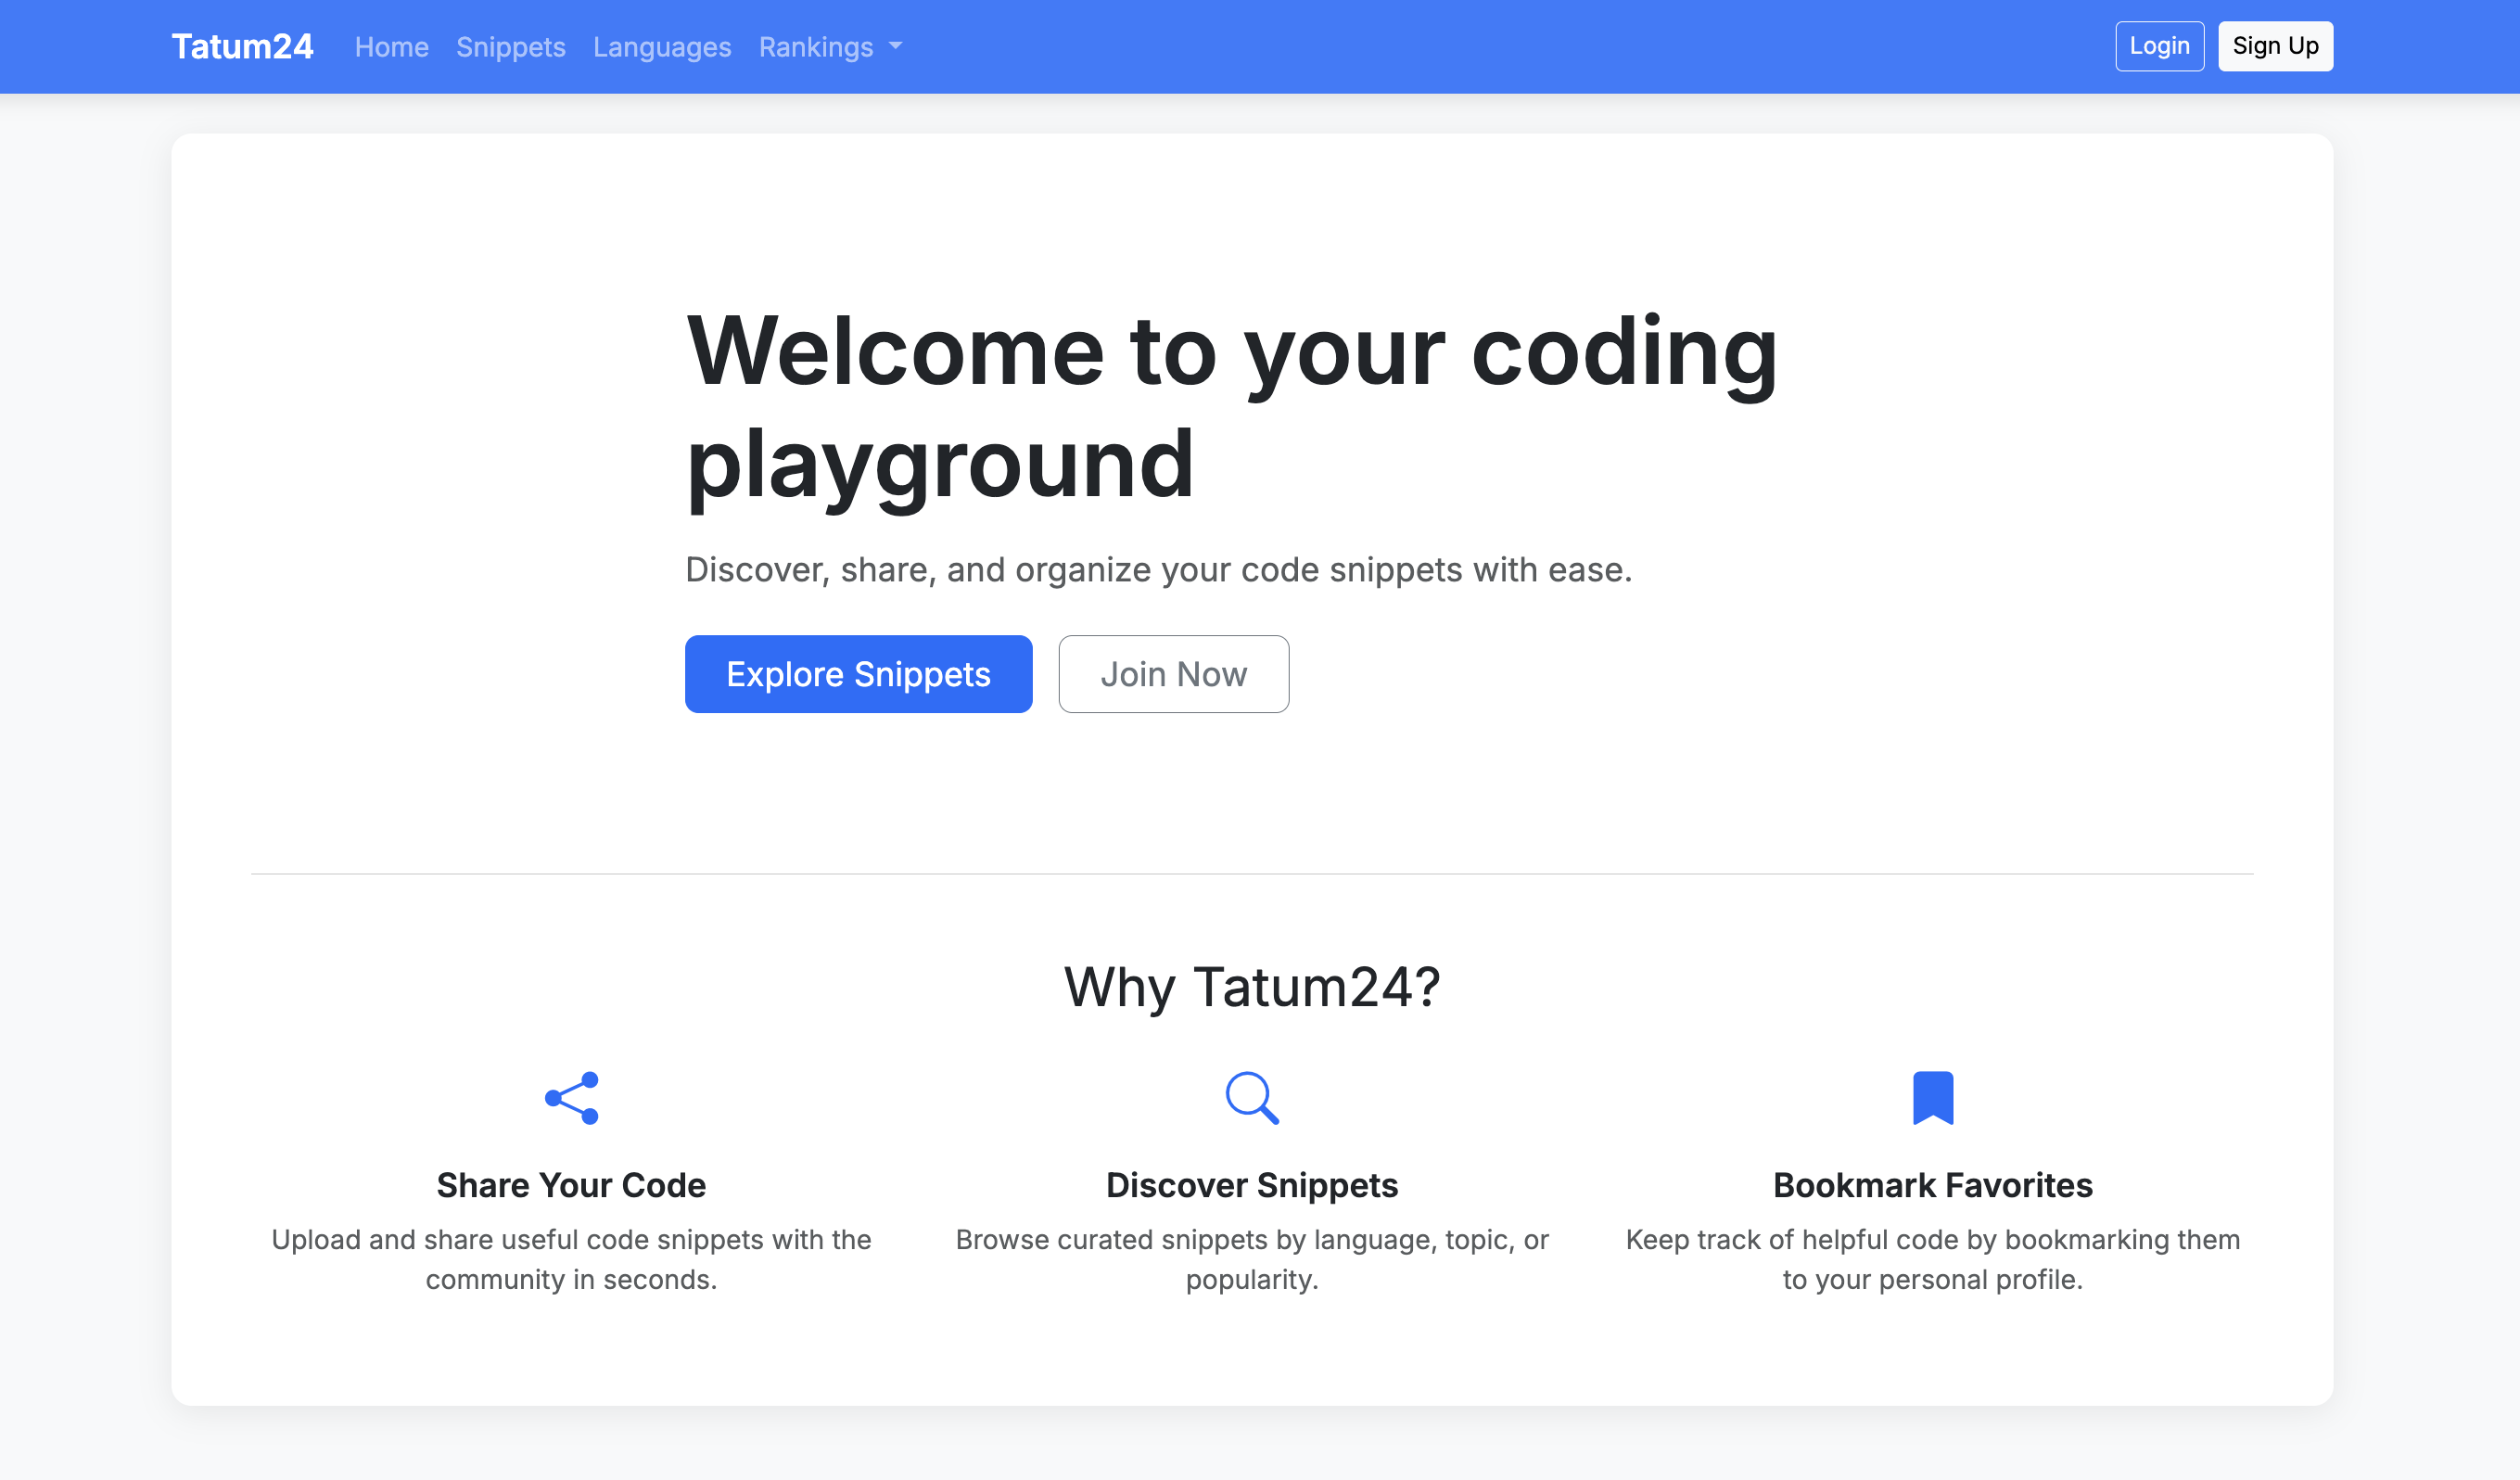 Tatum24 Home Snippets Languages Rankings Login Sign Up
Welcome to your coding
playground
Discover, share, and organize your code snippets with ease.
Explore Snippets Join Now
Why Tatum24?
Share Your Code
Upload and share useful code snippets with the
community in seconds.
Discover Snippets
Browse curated snippets by language, topic, or
popularity.
Bookmark Favorites
Keep track of helpful code by bookmarking them
to your personal profile.